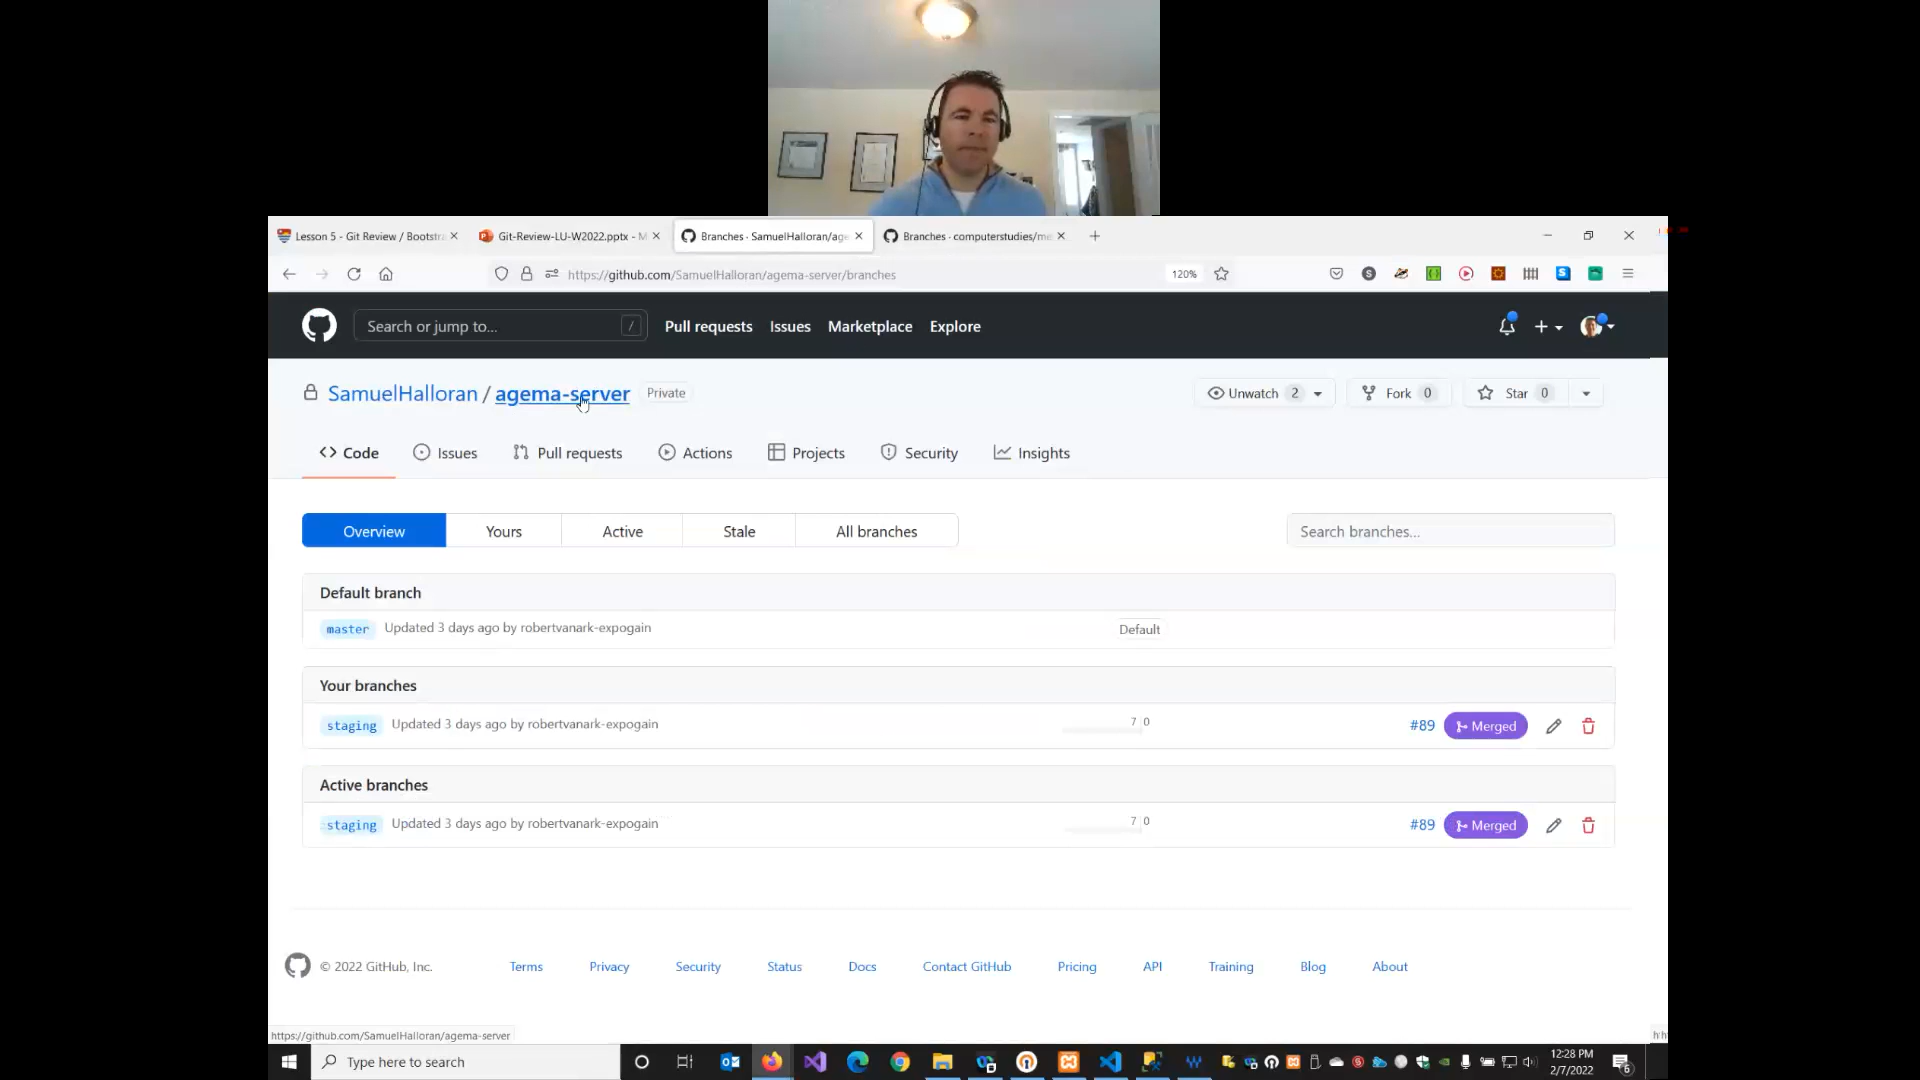 Lesson 5 - Git Review / Bootstra
Git-Review-LU-W2022.pptx - M
Branches · SamuelHalloran/age
Branches · computerstudies/me
https://github.com/SamuelHalloran/agema-server/branches
120%
Search or jump to...
/
Pull requests
Issues
Marketplace
Explore
SamuelHalloran / agema-server
Private
Unwatch 2
Fork 0
Star 0
Code
Issues
Pull requests
Actions
Projects
Security
Insights
Overview
Yours
Active
Stale
All branches
Search branches...
Default branch
master Updated 3 days ago by robertvanark-expogain
Default
Your branches
staging Updated 3 days ago by robertvanark-expogain
7 0
#89 Merged
Active branches
staging Updated 3 days ago by robertvanark-expogain
7 0
#89 Merged
© 2022 GitHub, Inc.
Terms
Privacy
Security
Status
Docs
Contact GitHub
Pricing
API
Training
Blog
About
https://github.com/SamuelHalloran/agema-server
Type here to search
12:28 PM
2/7/2022